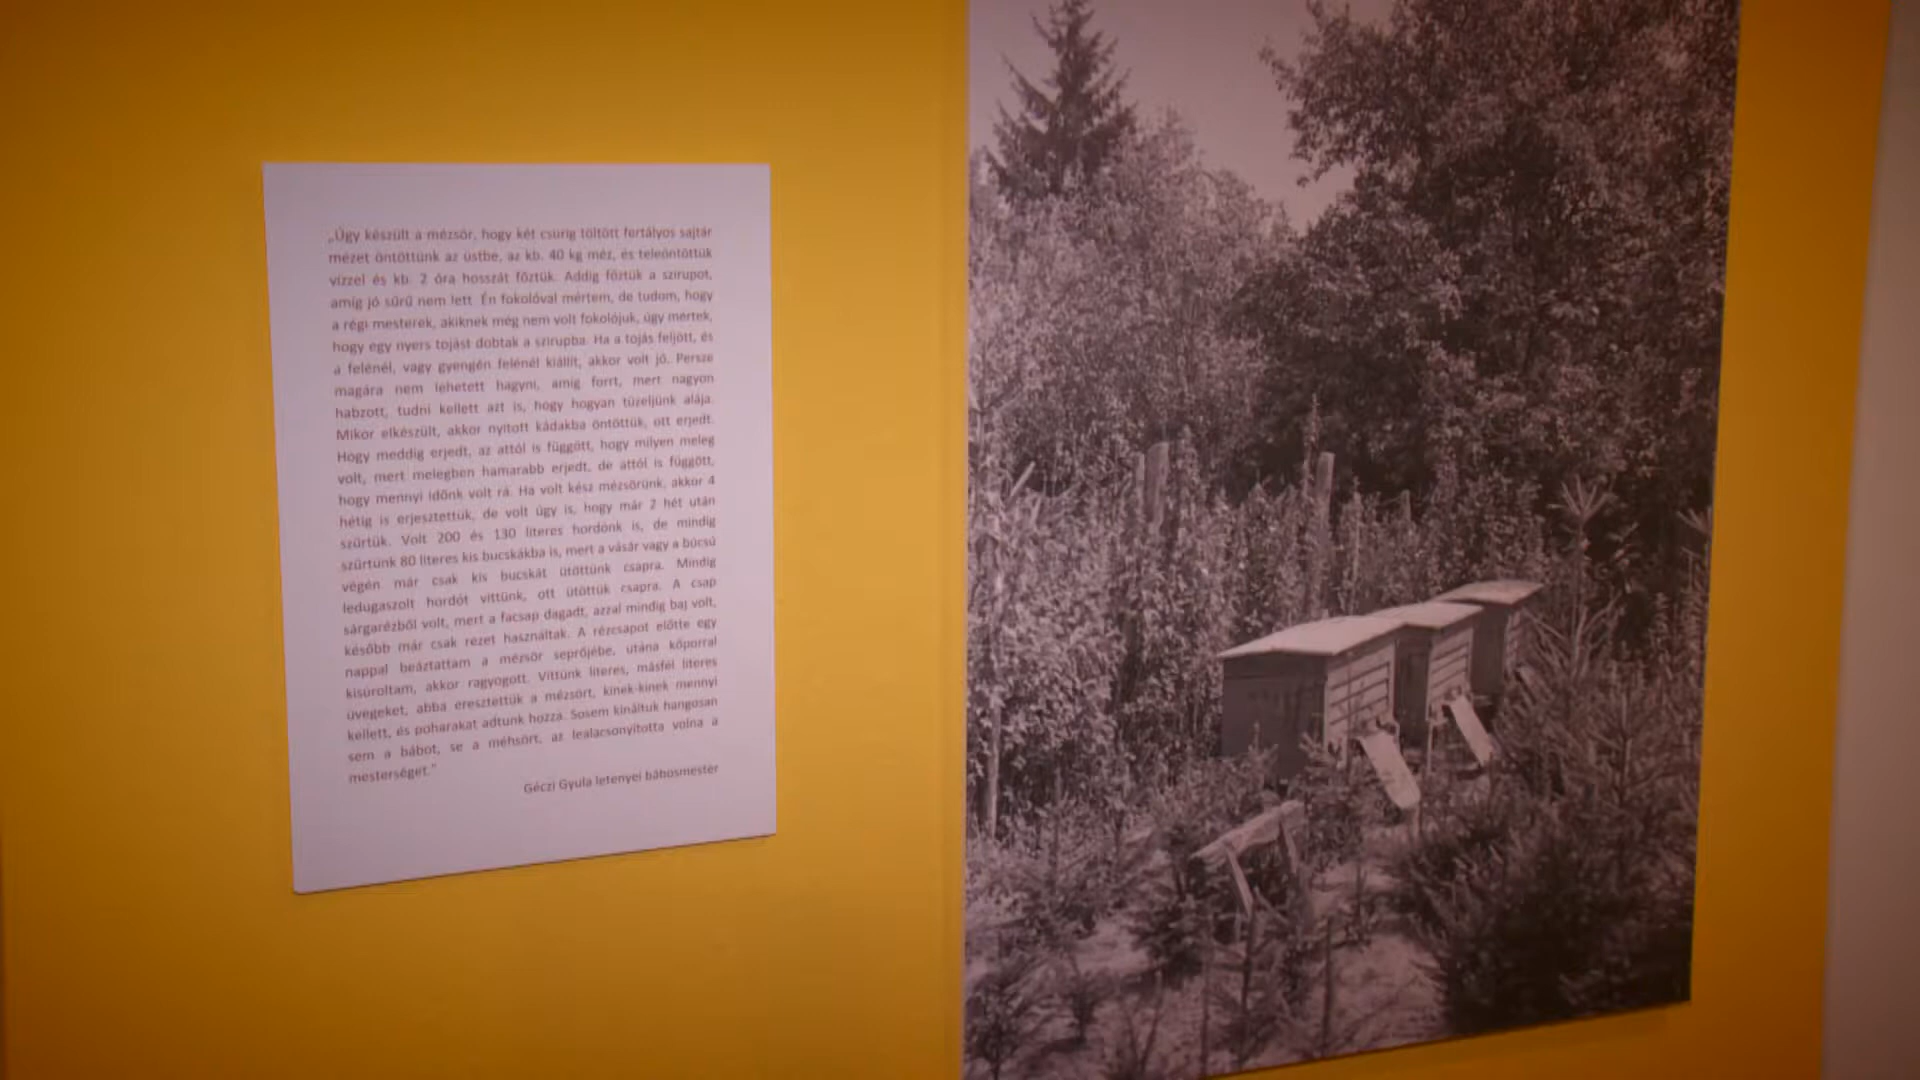 „Úgy készült a mézsör, hogy két csurig töltött fertályos sajtár
mézet öntöttünk az üstbe, az kb. 40 kg méz, és teleöntöttük
vízzel és kb. 2 óra hosszát főztük. Addig főztük a szirupot,
amíg jó sűrű nem lett. Én fokolóval mértem, de tudom, hogy
a régi mesterek, akiknek még nem volt fokolójuk, úgy mértek,
hogy egy nyers tojást dobtak a szirupba. Ha a tojás feljött, és
a felénél, vagy gyengén felénél kiállít, akkor volt jó. Persze
magára nem lehetett hagyni, amíg forrt, mert nagyon
habzott, tudni kellett azt is, hogy hogyan tüzeljünk alája.
Mikor elkészült, akkor nyitott kádakba öntöttük, ott erjedt.
Hogy meddig erjedt, az attól is függött, hogy milyen meleg
volt, mert melegben hamarabb erjedt, de attól is függött,
hogy mennyi időnk volt rá. Ha volt kész mézsörünk, akkor 4
hétig is erjesztettük, de volt úgy is, hogy már 2 hét után
szűrtük. Volt 200 és 130 literes hordónk is, de mindig
szűrtünk 80 literes kis bucskákba is, mert a vásár vagy a búcsú
végén már csak kis bucskát ütöttünk csapra. Mindig
ledugaszolt hordót vittünk, ott ütöttük csapra. A csap
sárgarézből volt, mert a facsap dagadt, azzal mindig baj volt,
később már csak rezet használtak. A rézcsapot előtte egy
nappal beáztattam a mézsör seprőjébe, utána kőporral
kisúroltam, akkor ragyogott. Vittünk literes, másfél literes
üvegeket, abba eresztettük a mézsört, kinek-kinek mennyi
kellett, és poharakat adtunk hozzá. Sosem kínáltuk hangosan
sem a bábot, se a méhsört, az lealacsonyította volna a
mesterséget."
Géczi Gyula letenyei bábosmester